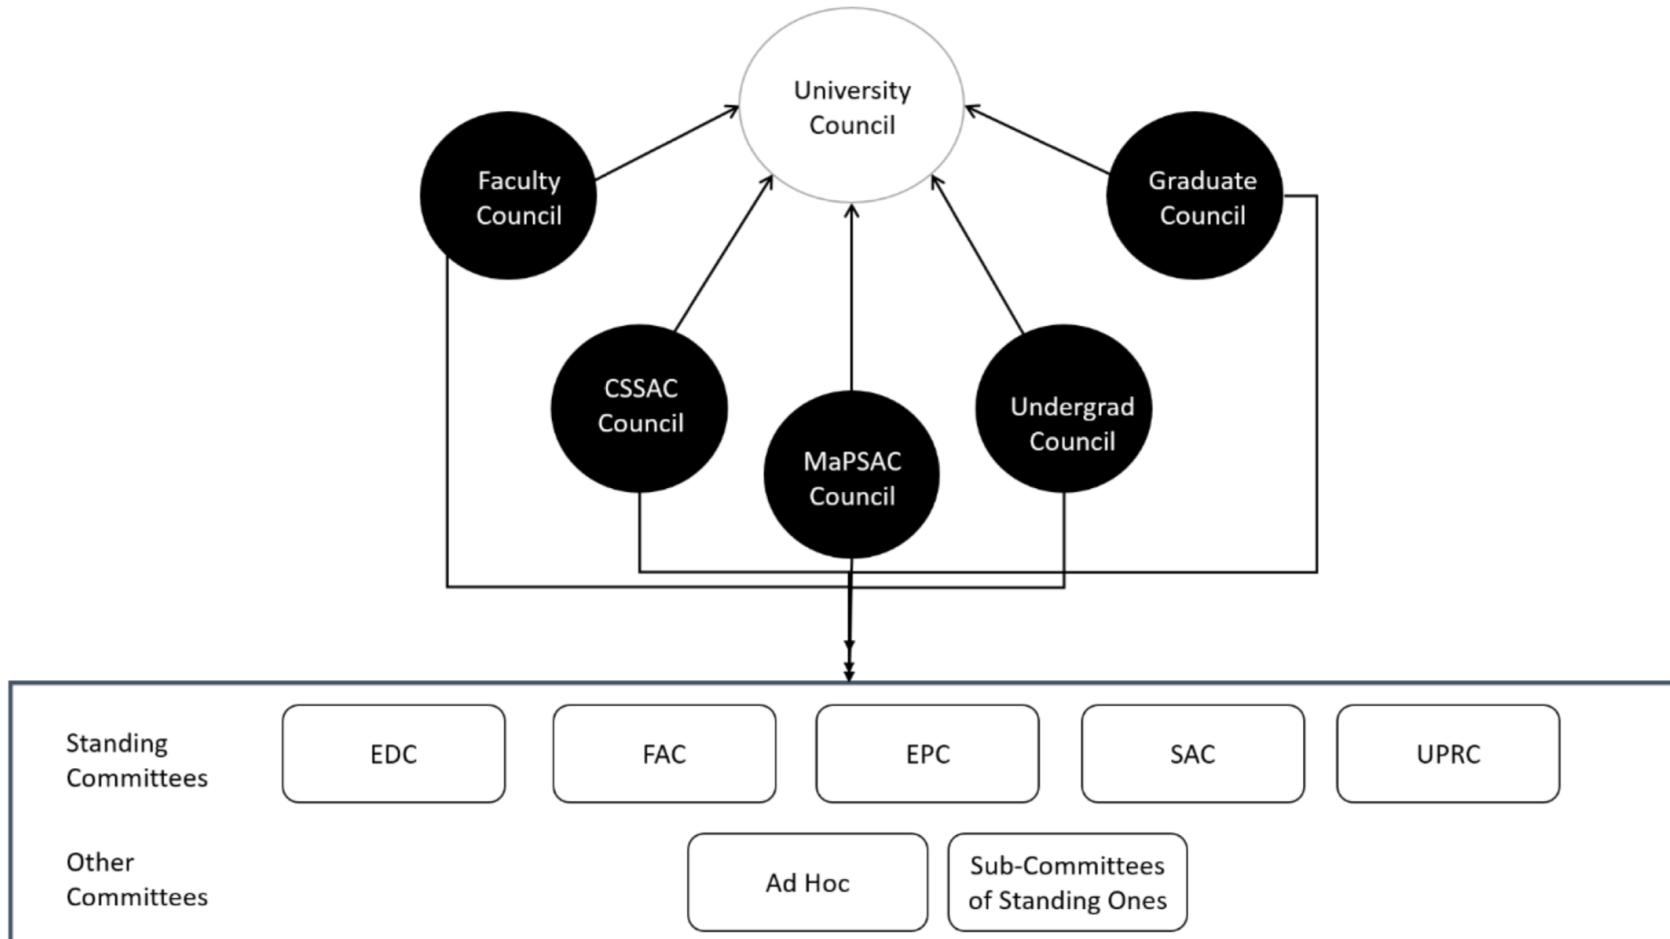 University
Council
Faculty
Council
Graduate
Council
CSSAC
Council
MaPSAC
Council
Undergrad
Council
Standing
Committees
EDC
FAC
EPC
SAC
UPRC
Other
Committees
Ad Hoc
Sub-Committees
of Standing Ones